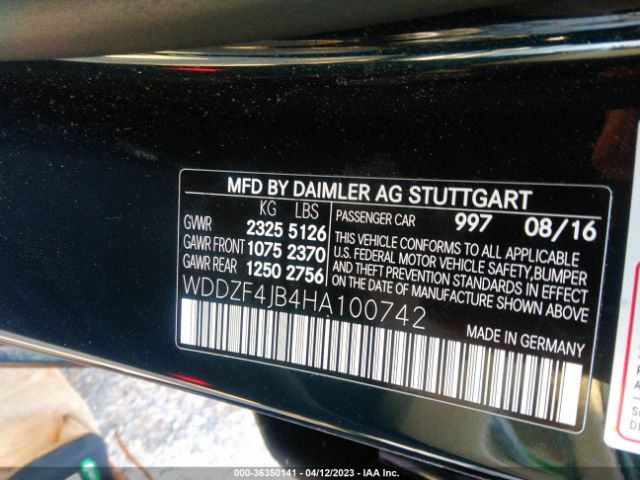 MFD BY DAIMLER AG STUTTGART
KG LBS
GVWR 2325 5126
GAWR FRONT 1075 2370
GAWR REAR 1250 2756
PASSENGER CAR 997 08/16
THIS VEHICLE CONFORMS TO ALL APPLICABLE
U.S. FEDERAL MOTOR VEHICLE SAFETY, BUMPER
AND THEFT PREVENTION STANDARDS IN EFFECT
ON THE DATE OF MANUFACTURE SHOWN ABOVE.
WDDZF4JB4HA100742
MADE IN GERMANY
000-36350141 - 04/12/2023 - IAA Inc.